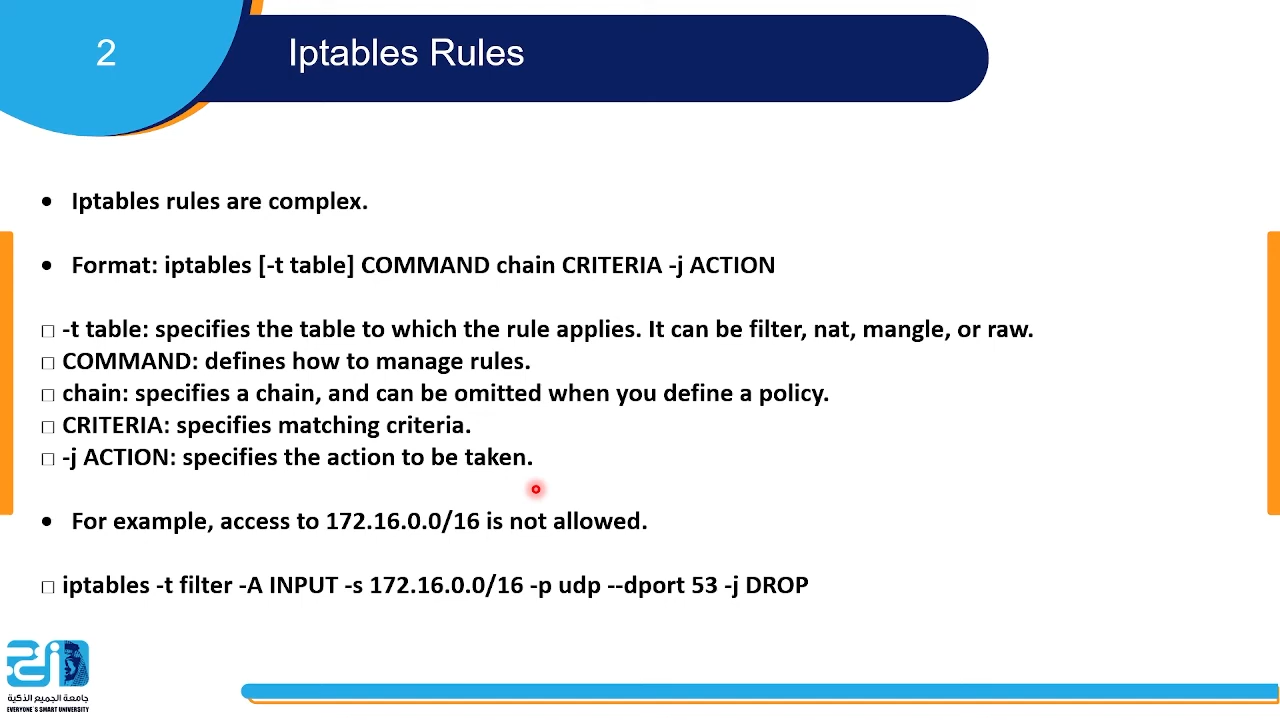 2
Iptables Rules
• Iptables rules are complex.
• Format: iptables [-t table] COMMAND chain CRITERIA -j ACTION
□ -t table: specifies the table to which the rule applies. It can be filter, nat, mangle, or raw.
□ COMMAND: defines how to manage rules.
□ chain: specifies a chain, and can be omitted when you define a policy.
□ CRITERIA: specifies matching criteria.
□ -j ACTION: specifies the action to be taken.
• For example, access to 172.16.0.0/16 is not allowed.
□ iptables -t filter -A INPUT -s 172.16.0.0/16 -p udp --dport 53 -j DROP
جامعة الجميع الذكية
EVERYONE'S SMART UNIVERSITY